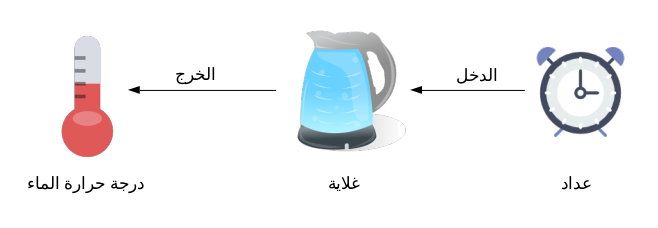 الدخل
الخرج
عداد
غلاية
درجة حرارة الماء